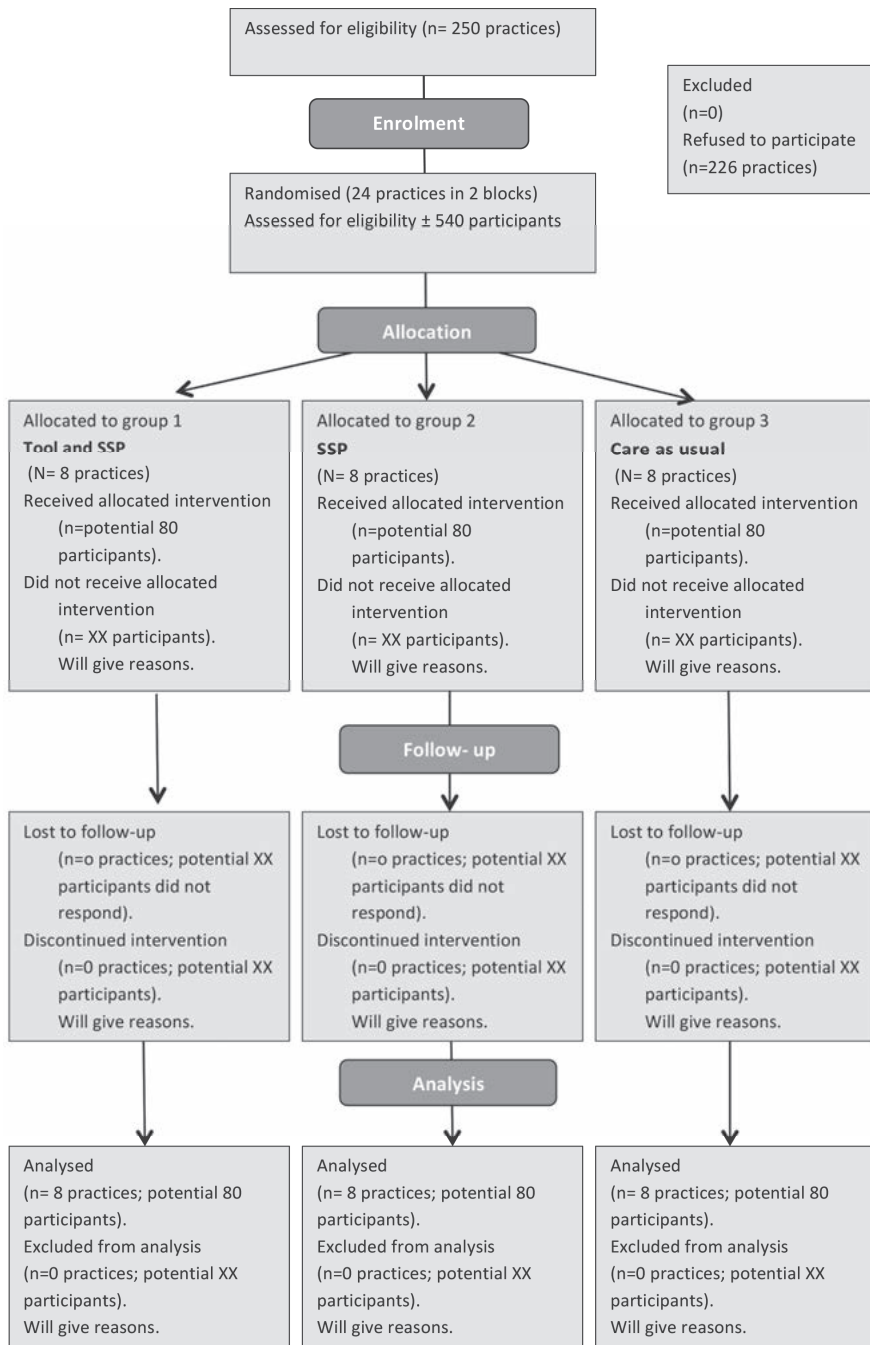 Assessed for eligibility (n= 250 practices)
Excluded
(n=0)
Refused to participate
(n=226 practices)
Enrolment
Randomised (24 practices in 2 blocks)
Assessed for eligibility ± 540 participants
Allocation
Allocated to group 1
Tool and SSP
(N= 8 practices)
Received allocated intervention
(n=potential 80
participants).
Did not receive allocated
intervention
(n= XX participants).
Will give reasons.
Allocated to group 2
SSP
(N= 8 practices)
Received allocated intervention
(n=potential 80
participants).
Did not receive allocated
intervention
(n= XX participants).
Will give reasons.
Allocated to group 3
Care as usual
(N= 8 practices)
Received allocated intervention
(n=potential 80
participants).
Did not receive allocated
intervention
(n= XX participants).
Will give reasons.
Follow- up
Lost to follow-up
(n=o practices; potential XX
participants did not
respond).
Discontinued intervention
(n=0 practices; potential XX
participants).
Will give reasons.
Lost to follow-up
(n=o practices; potential XX
participants did not
respond).
Discontinued intervention
(n=0 practices; potential XX
participants).
Will give reasons.
Lost to follow-up
(n=o practices; potential XX
participants did not
respond).
Discontinued intervention
(n=0 practices; potential XX
participants).
Will give reasons.
Analysis
Analysed
(n= 8 practices; potential 80
participants).
Excluded from analysis
(n=0 practices; potential XX
participants).
Will give reasons.
Analysed
(n= 8 practices; potential 80
participants).
Excluded from analysis
(n=0 practices; potential XX
participants).
Will give reasons.
Analysed
(n= 8 practices; potential 80
participants).
Excluded from analysis
(n=0 practices; potential XX
participants).
Will give reasons.